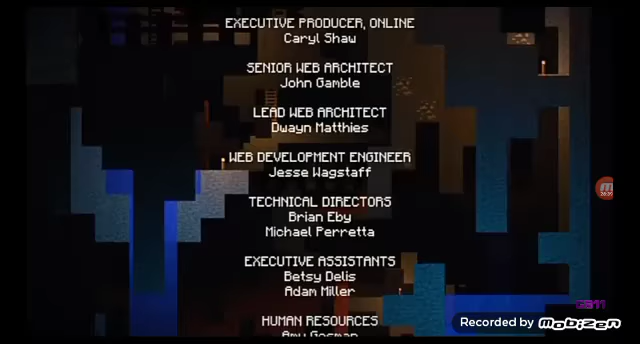 EXECUTIVE PRODUCER, ONLINE
Caryl Shaw
SENIOR WEB ARCHITECT
John Gamble
LEAD WEB ARCHITECT
Dwayn Matthies
WEB DEVELOPMENT ENGINEER
Jesse Wagstaff
TECHNICAL DIRECTORS
Brian Eby
Michael Perretta
EXECUTIVE ASSISTANTS
Betsy Delis
Adam Miller
HUMAN RESOURCES
Amy
Recorded by mobizen